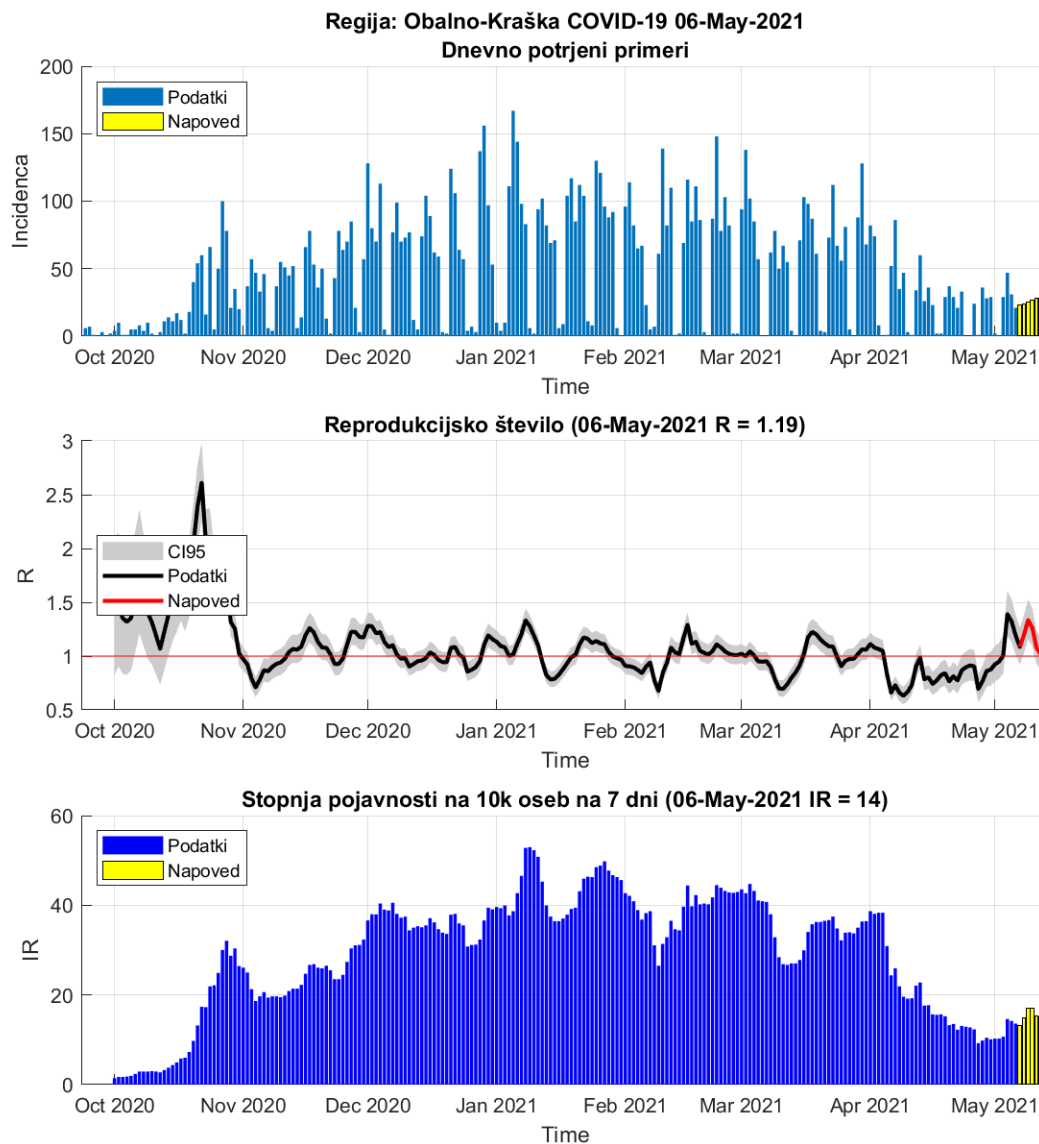 Regija: Obalno-Kraška COVID-19 06-May-2021
Dnevno potrjeni primeri
200
150
100
50
0
Incidenca
Podatki
Napoved
Oct 2020 Nov 2020 Dec 2020 Jan 2021 Feb 2021 Mar 2021 Apr 2021 May 2021
Time
Reprodukcijsko število (06-May-2021 R = 1.19)
3
2.5
2
1.5
1
0.5
R
CI95
Podatki
Napoved
Oct 2020 Nov 2020 Dec 2020 Jan 2021 Feb 2021 Mar 2021 Apr 2021 May 2021
Time
Stopnja pojavnosti na 10k oseb na 7 dni (06-May-2021 IR = 14)
60
40
20
0
IR
Podatki
Napoved
Oct 2020 Nov 2020 Dec 2020 Jan 2021 Feb 2021 Mar 2021 Apr 2021 May 2021
Time